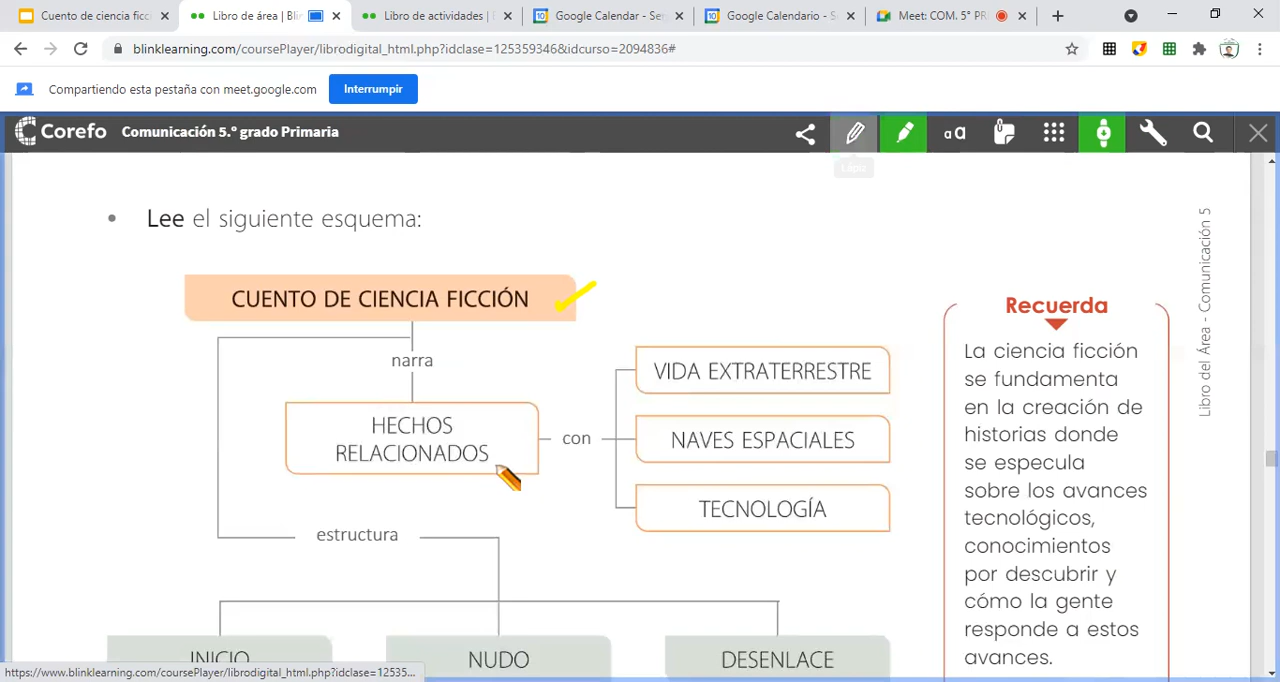 Cuento de ciencia ficci
Libro de área | Bli
Libro de actividades | B
Google Calendar - Se
Google Calendario - S
Meet: COM. 5° PR
blinklearning.com/coursePlayer/librodigital_html.php?idclase=125359346&idcurso=2094836#
Compartiendo esta pestaña con meet.google.com
Interrumpir
Corefo
Comunicación 5.º grado Primaria
aa
Lápiz
• Lee el siguiente esquema:
CUENTO DE CIENCIA FICCIÓN
narra
HECHOS
RELACIONADOS
con
VIDA EXTRATERRESTRE
NAVES ESPACIALES
TECNOLOGÍA
estructura
INICIO
NUDO
DESENLACE
Recuerda
La ciencia ficción
se fundamenta
en la creación de
historias donde
se especula
sobre los avances
tecnológicos,
conocimientos
por descubrir y
cómo la gente
responde a estos
avances.
Libro del Área - Comunicación 5
https://www.blinklearning.com/coursePlayer/librodigital_html.php?idclase=12535...